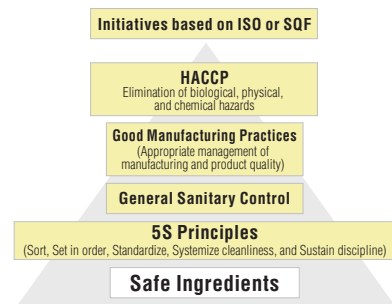 Initiatives based on ISO or SQF
HACCP
Elimination of biological, physical,
and chemical hazards
Good Manufacturing Practices
(Appropriate management of
manufacturing and product quality)
General Sanitary Control
5S Principles
(Sort, Set in order, Standardize, Systemize cleanliness, and Sustain discipline)
Safe Ingredients